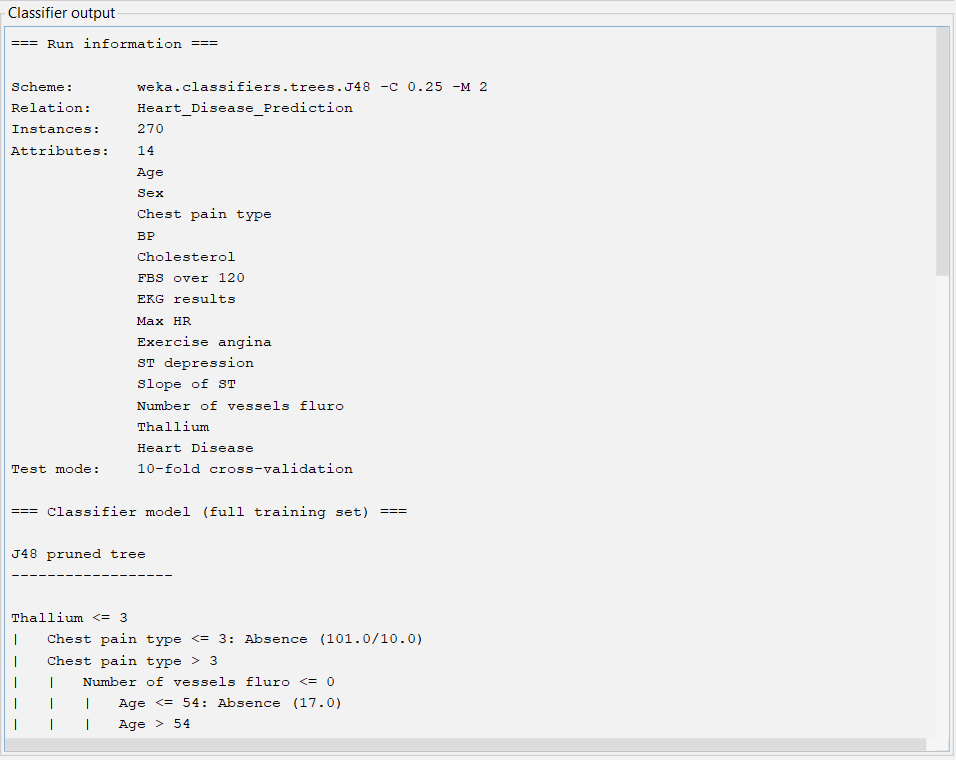 Classifier output
=== Run information ===
Scheme:       weka.classifiers.trees.J48 -C 0.25 -M 2
Relation:     Heart_Disease_Prediction
Instances:    270
Attributes:   14
              Age
              Sex
              Chest pain type
              BP
              Cholesterol
              FBS over 120
              EKG results
              Max HR
              Exercise angina
              ST depression
              Slope of ST
              Number of vessels fluro
              Thallium
              Heart Disease
Test mode:    10-fold cross-validation
=== Classifier model (full training set) ===
J48 pruned tree
------------------
Thallium <= 3
|   Chest pain type <= 3: Absence (101.0/10.0)
|   Chest pain type > 3
|   |   Number of vessels fluro <= 0
|   |   |   Age <= 54: Absence (17.0)
|   |   |   Age > 54